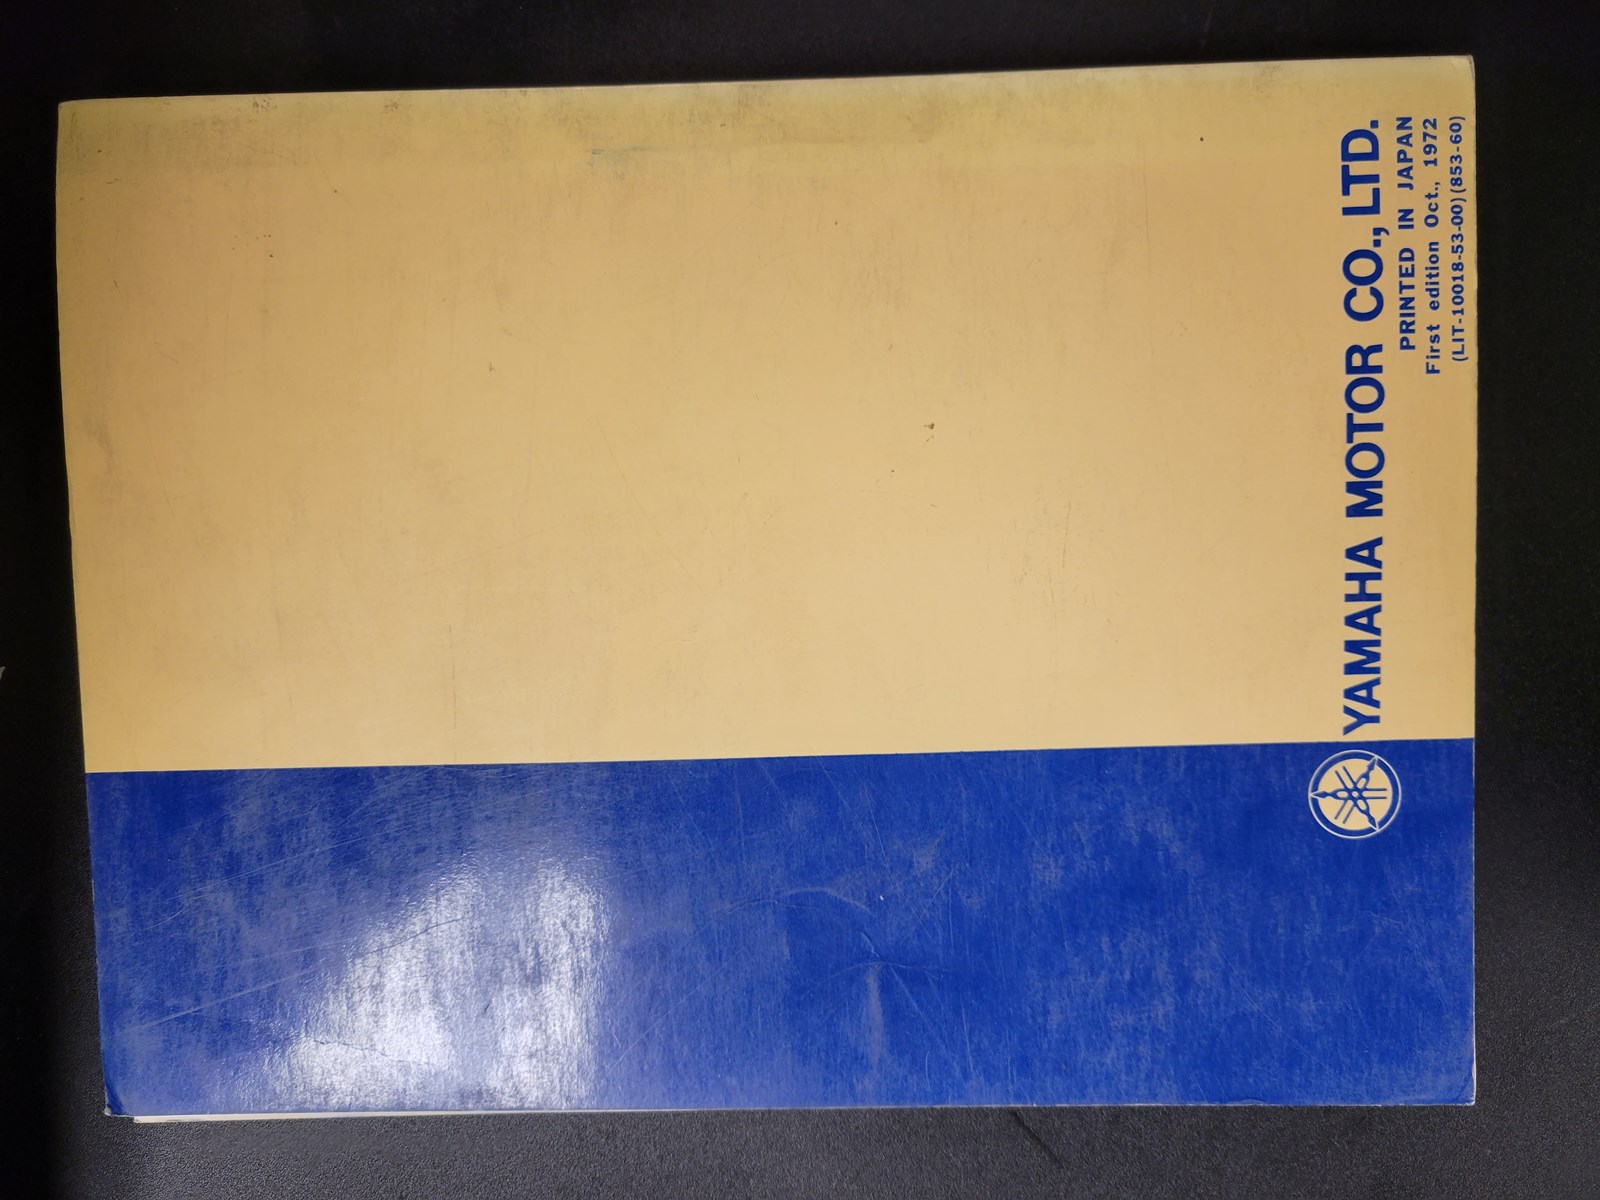 YAMAHA MOTOR CO., LTD.
PRINTED IN JAPAN
First edition Oct., 1972
(LIT-10018-53-00) (853-60)